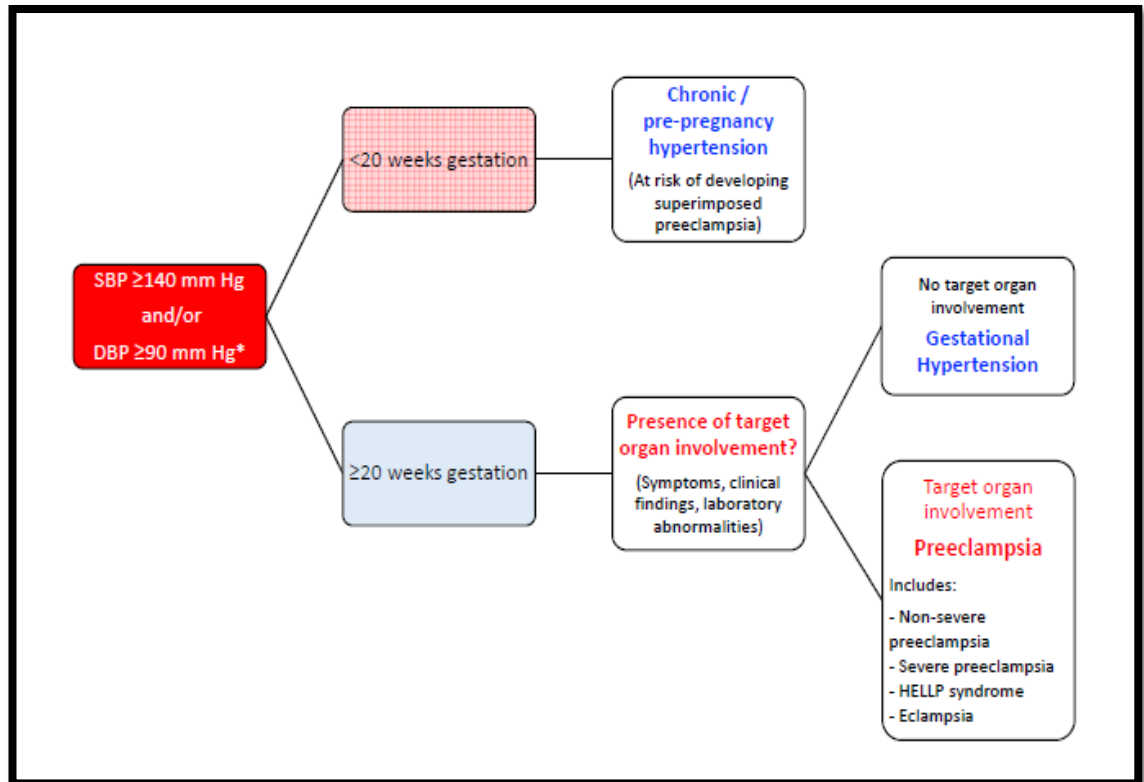 SBP ≥140 mm Hg
and/or
DBP ≥90 mm Hg*
<20 weeks gestation
Chronic /
pre-pregnancy
hypertension
(At risk of developing
superimposed
preeclampsia)
≥20 weeks gestation
Presence of target
organ involvement?
(Symptoms, clinical
findings, laboratory
abnormalities)
No target organ
involvement
Gestational
Hypertension
Target organ
involvement
Preeclampsia
Includes:
- Non-severe
preeclampsia
- Severe preeclampsia
- HELLP syndrome
- Eclampsia